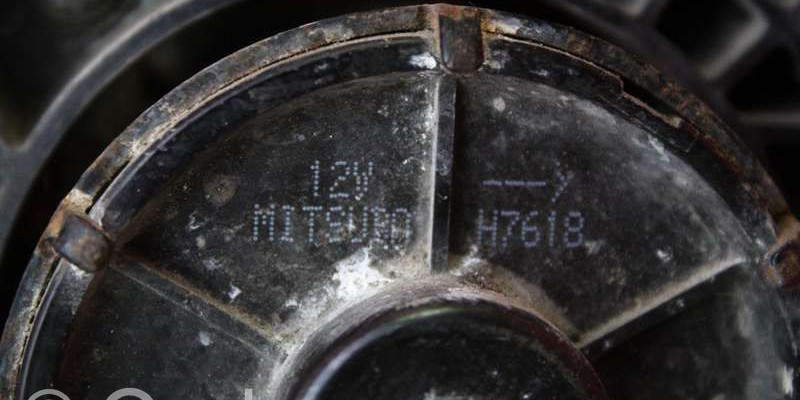 12V
MITSUBA
--->
H7618